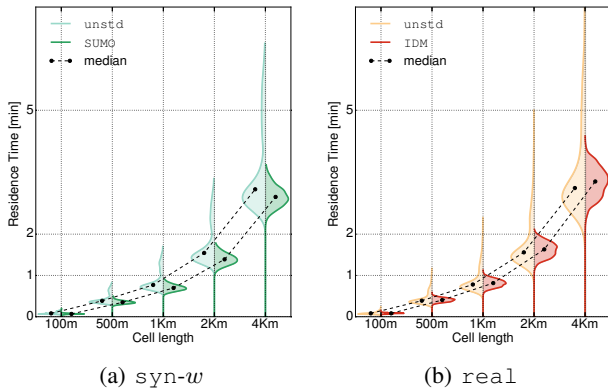 unstd
SUMO
median
Residence Time [min]
5
2
1
0
100m 500m 1Km 2Km 4Km
Cell length
(a) syn-w
unstd
IDM
median
Residence Time [min]
5
2
1
0
100m 500m 1Km 2Km 4Km
Cell length
(b) real